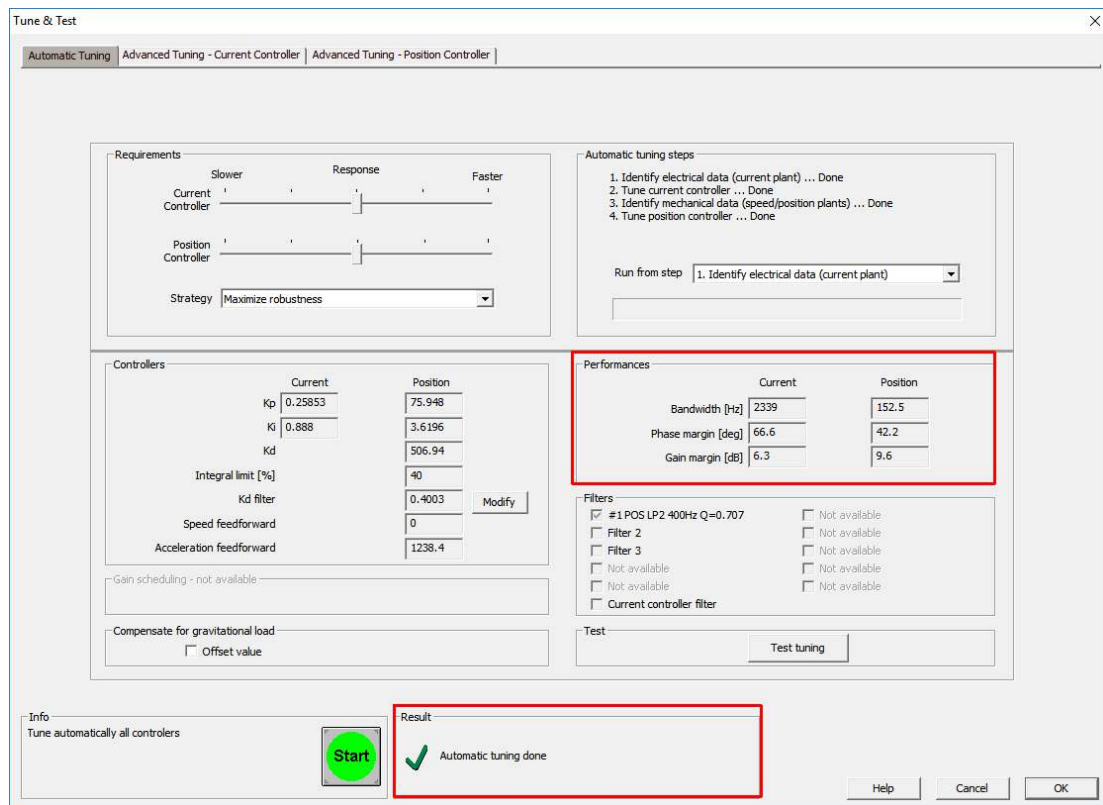 Tune & Test
Automatic Tuning Advanced Tuning - Current Controller Advanced Tuning - Position Controller
Requirements
Slower Response Faster
Current
Controller
Position
Controller
Strategy Maximize robustness
Automatic tuning steps
1. Identify electrical data (current plant) ... Done
2. Tune current controller ... Done
3. Identify mechanical data (speed/position plants) ... Done
4. Tune position controller ... Done
Run from step 1. Identify electrical data (current plant)
Controllers
Current Position
Kp 0.25853 75.948
Ki 0.888 3.6196
Kd 506.94
Integral limit [%] 40
Kd filter 0.4003 Modify
Speed feedforward 0
Acceleration feedforward 1238.4
Performances
Current Position
Bandwidth [Hz] 2339 152.5
Phase margin [deg] 66.6 42.2
Gain margin [dB] 6.3 9.6
Filters
#1 POS LP2 400Hz Q=0.707 Not available
Filter 2 Not available
Filter 3 Not available
Not available Not available
Not available Not available
Current controller filter
Gain scheduling - not available
Compensate for gravitational load
Offset value
Test
Test tuning
Info
Tune automatically all controlers
Start
Result
Automatic tuning done
Help Cancel OK